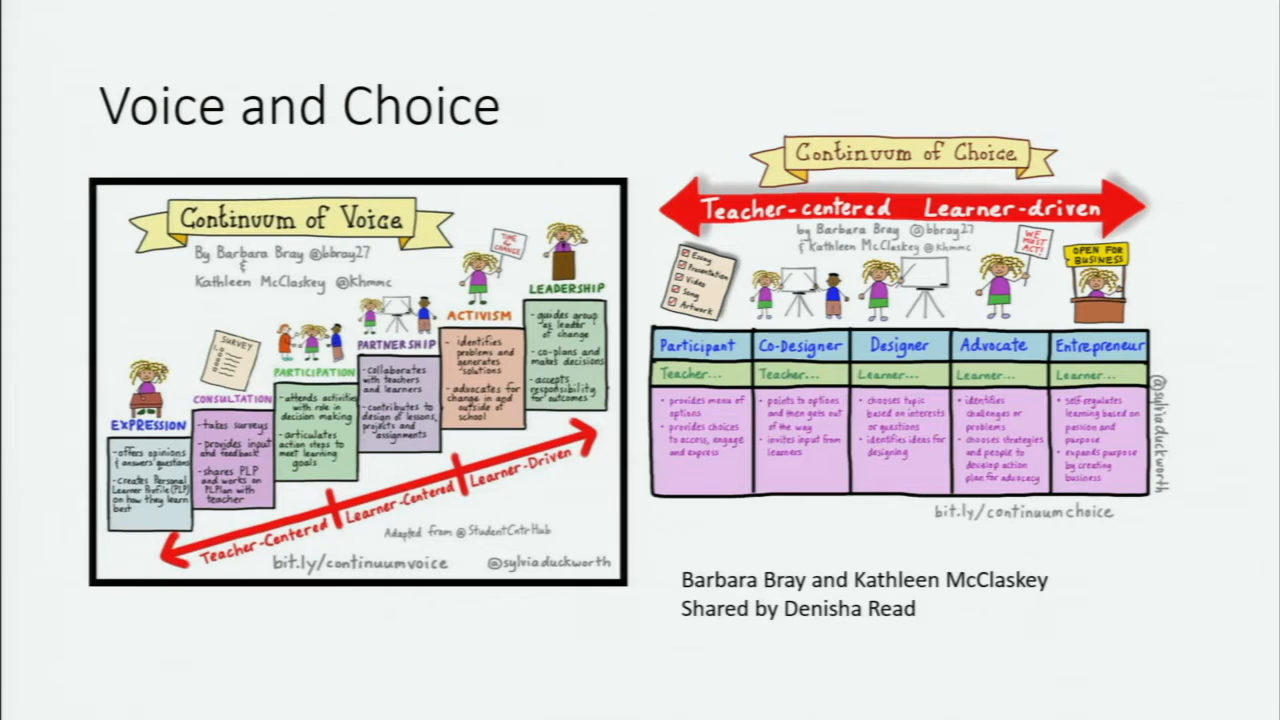 Voice and Choice
Continuum of Voice
By Barbara Bray @bbray27
&
Kathleen McClaskey @khmmc
TIME for CHANGE
SURVEY
EXPRESSION
-offers opinions
& answers questions
-creates Personal
Learner Profile (PLP)
on how they learn
best
CONSULTATION
-takes surveys
-provides input
and feedback
-shares PLP
and works on
PLPlan with
teacher
PARTICIPATION
-attends activities
with role in
decision making
-articulates
action steps to
meet learning
goals
PARTNERSHIP
-collaborates
with teachers
and learners
-contributes to
design of lessons,
projects and
assignments
ACTIVISM
- identifies
problems and
generates
solutions
-advocates for
change in and
outside of
school
LEADERSHIP
-guides group
as leader
of change
-co-plans and
makes decisions
-accepts
responsibility
for outcomes
Teacher-Centered
Learner-Centered
Learner-Driven
Adapted from @StudentCntrHub
bit.ly/continuumvoice
@sylviaduckworth
Continuum of Choice
Teacher-centered Learner-driven
by Barbara Bray @bbray27
& Kathleen McClaskey @khmmc
Essay
Presentation
Video
Song
Artwork
WE
MUST
ACT!
OPEN FOR
BUSINESS
Participant
Teacher...
• provides menu of
options
• provides choices
to access, engage
and express
Co-Designer
Teacher...
• points to options
and then gets out
of the way
• invites input from
learners
Designer
Learner...
• chooses topic
based on interests
or questions
• identifies ideas for
designing
Advocate
Learner...
• identifies
challenges or
problems
• chooses strategies
and people to
develop action
plan for advocacy
Entrepreneur
Learner...
• self-regulates
learning based on
passion and
purpose
• expands purpose
by creating
business
@sylviaduckworth
bit.ly/continuumchoice
Barbara Bray and Kathleen McClaskey
Shared by Denisha Read